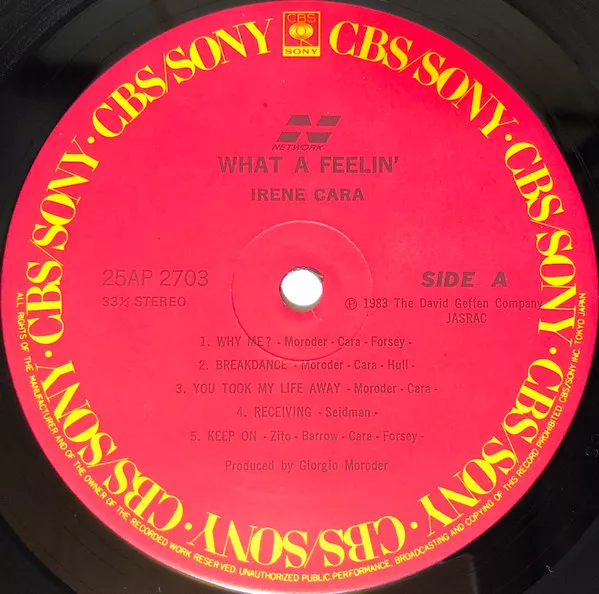 CBS
SONY
CBS/SONY · CBS/SONY · CBS/SONY · CBS/SONY · CBS/SONY · CBS/SONY · CBS/SONY · CBS/SONY · CBS/SONY
NETWORK
WHAT A FEELIN'
IRENE CARA
25AP 2703
SIDE A
33⅓ STEREO
℗ 1983 The David Geffen Company
JASRAC
1. WHY ME? - Moroder - Cara - Forsey -
2. BREAKDANCE - Moroder - Cara - Hull -
3. YOU TOOK MY LIFE AWAY - Moroder - Cara -
4. RECEIVING - Seidman -
5. KEEP ON - Zito - Barrow - Cara - Forsey -
Produced by Giorgio Moroder
ALL RIGHTS OF THE MANUFACTURER AND OF THE OWNER OF THE RECORDED WORK RESERVED. UNAUTHORIZED PUBLIC PERFORMANCE, BROADCASTING AND COPYING OF THIS RECORD PROHIBITED. CBS/SONY INC. TOKYO JAPAN